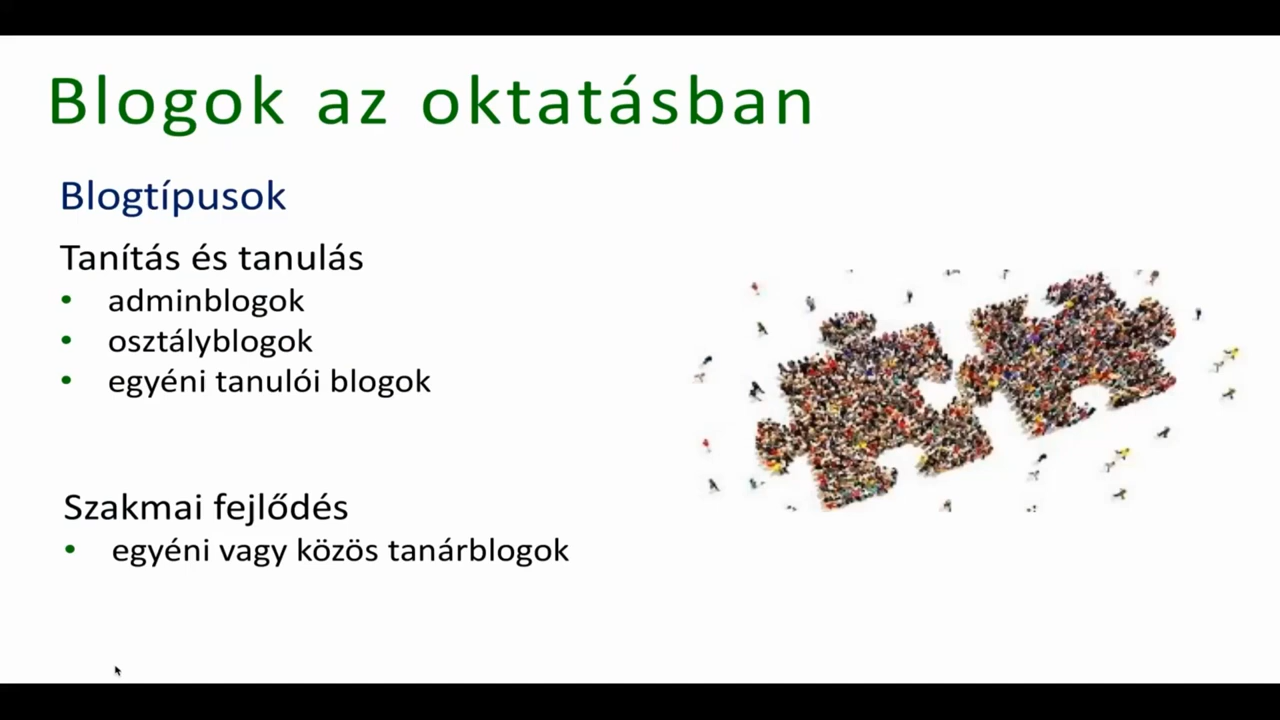 Blogok az oktatásban
Blogtípusok
Tanítás és tanulás
• adminblogok
• osztályblogok
• egyéni tanulói blogok
Szakmai fejlődés
• egyéni vagy közös tanárblogok